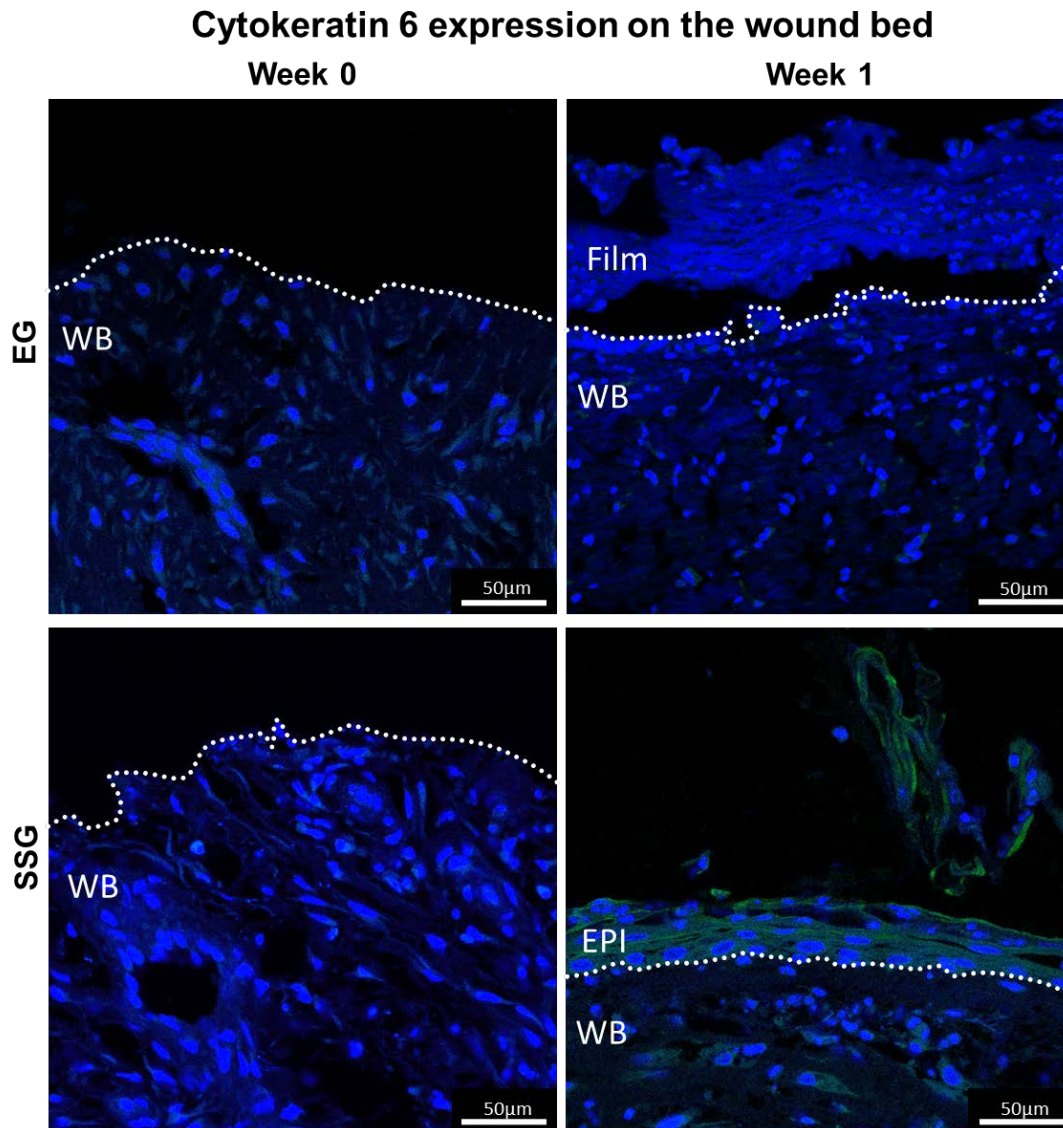 Cytokeratin 6 expression on the wound bed
Week 0
Week 1
EG
WB
50µm
Film
WB
50µm
SSG
WB
50µm
EPI
WB
50µm